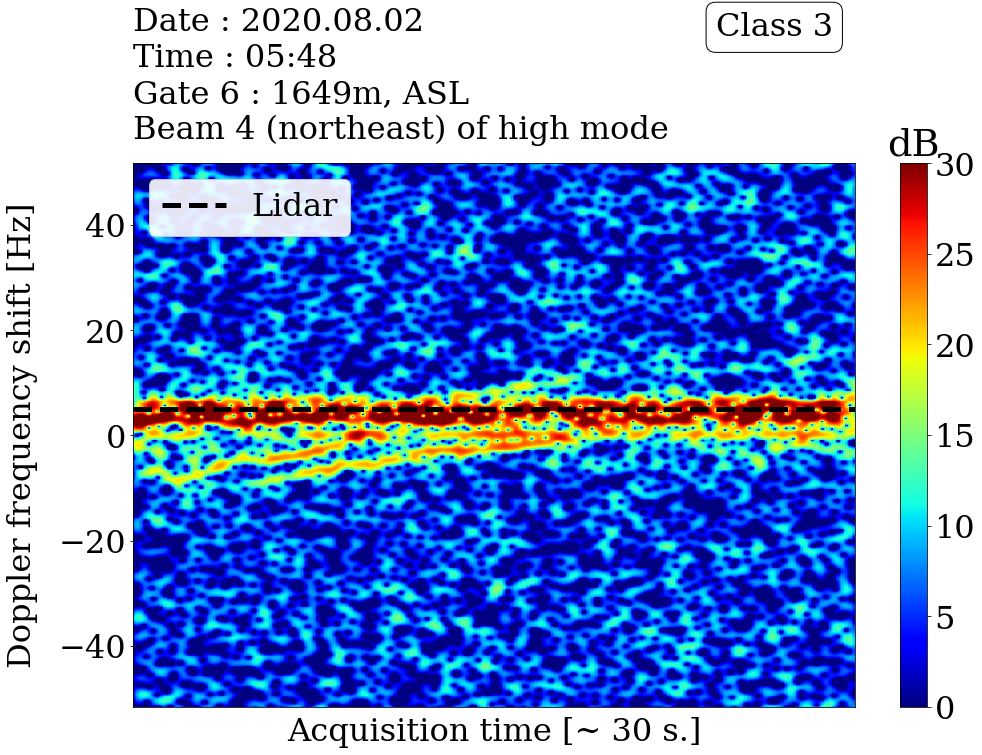 Date : 2020.08.02
Time : 05:48
Gate 6 : 1649m, ASL
Beam 4 (northeast) of high mode
Class 3
dB
Lidar
Doppler frequency shift [Hz]
40
20
0
−20
−40
Acquisition time [~ 30 s.]
30
25
20
15
10
5
0